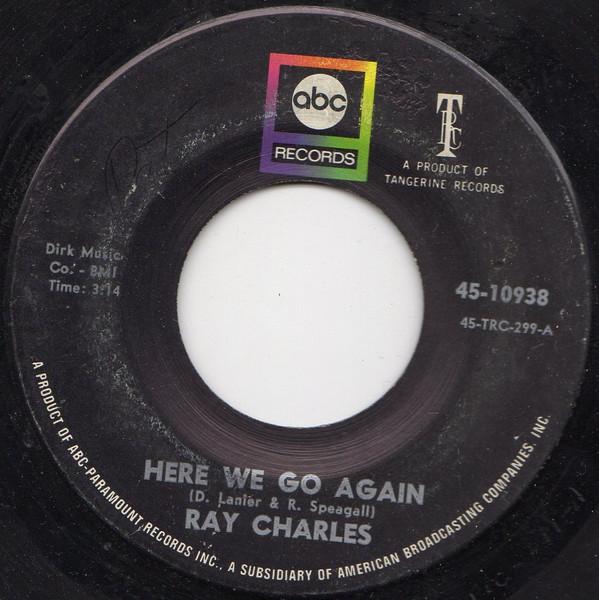 abc
RECORDS
TRC
A PRODUCT OF
TANGERINE RECORDS
Dirk Music
Co. - BMI
Time: 3:14
45-10938
45-TRC-299-A
HERE WE GO AGAIN
(D. Lanier & R. Speagall)
RAY CHARLES
A PRODUCT OF ABC-PARAMOUNT RECORDS INC., A SUBSIDIARY OF AMERICAN BROADCASTING COMPANIES, INC.